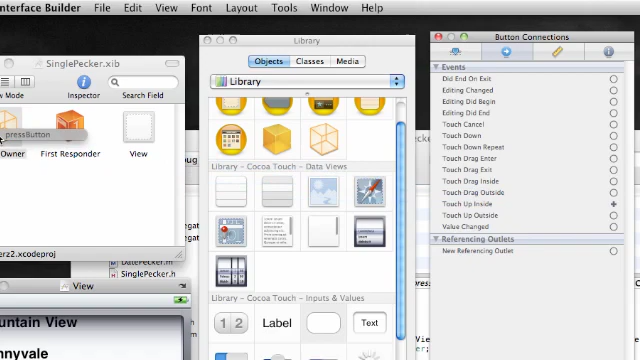 nterface Builder File Edit View Font Layout Tools Window Help
SinglePecker.xib
w Mode Inspector Search Field
pressButton
Owner First Responder View
erz2.xcodeproj
DatePecker.m
SinglePecker.h
View
untain View
nnyvale
Library
Objects Classes Media
Library
Library - Cocoa Touch - Data Views
Library - Cocoa Touch - Inputs & Values
1 2 Label Text
Button Connections
Events
Did End On Exit
Editing Changed
Editing Did Begin
Editing Did End
Touch Cancel
Touch Down
Touch Down Repeat
Touch Drag Enter
Touch Drag Exit
Touch Drag Inside
Touch Drag Outside
Touch Up Inside
Touch Up Outside
Value Changed
Referencing Outlets
New Referencing Outlet